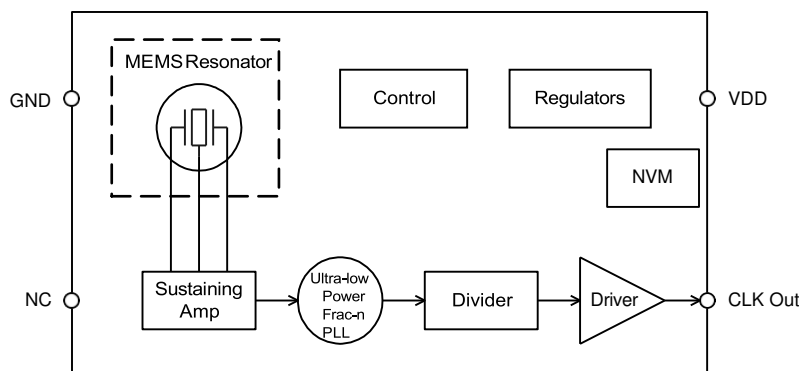 MEMS Resonator
GND
Control
Regulators
VDD
NVM
NC
Sustaining
Amp
Ultra-low
Power
Frac-n
PLL
Divider
Driver
CLK Out